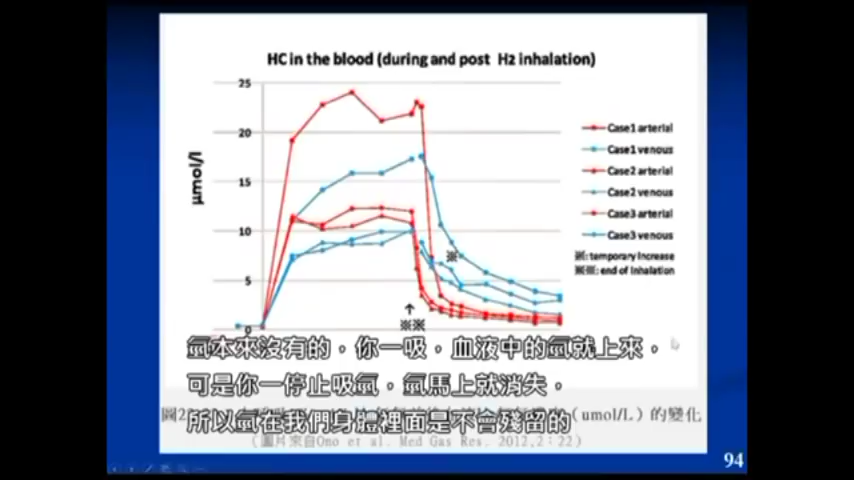 HC in the blood (during and post H2 inhalation)
μmol/l
25
20
15
10
5
0
Case1 arterial
Case1 venous
Case2 arterial
Case2 venous
Case3 arterial
Case3 venous
※: temporary increase
※※: end of inhalation
※
↑
※※
氫本來沒有的，你一吸，血液中的氫就上來，
可是你一停止吸氫，氫馬上就消失，
所以氫在我們身體裡面是不會殘留的
圖2
（umol/L）的變化
（圖片來自Ono et al. Med Gas Res. 2012,2：22）
94